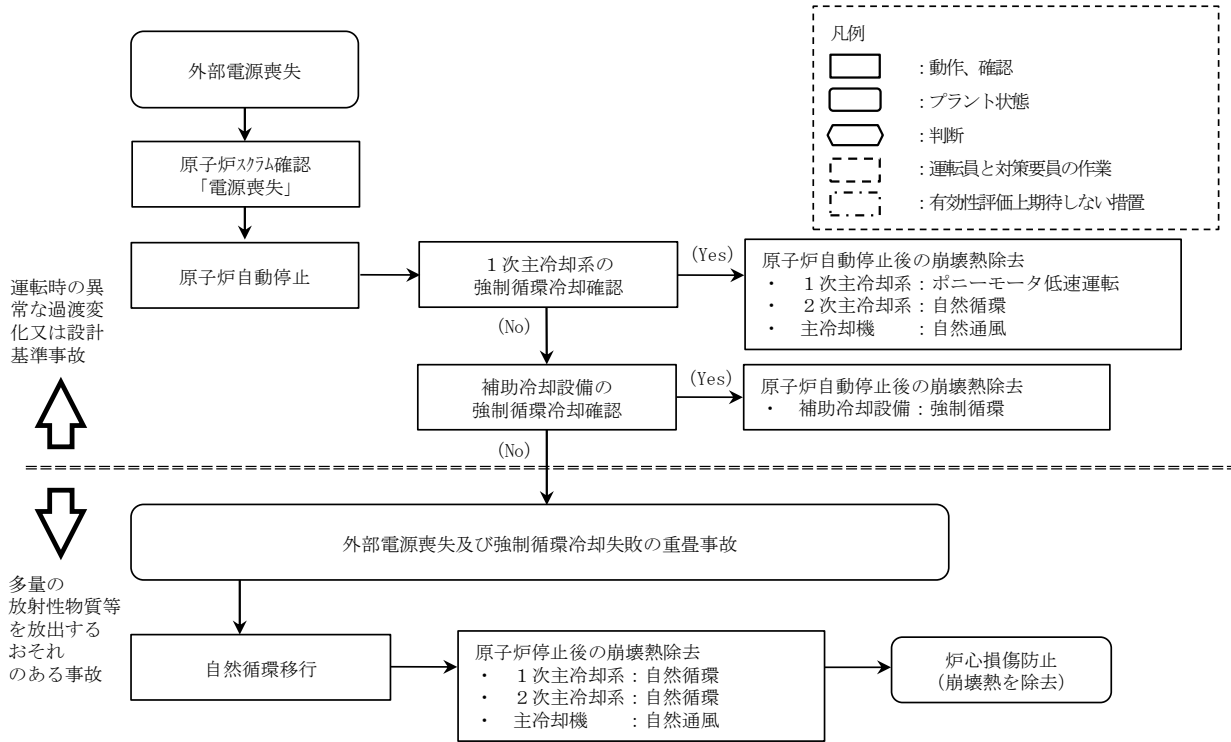 外部電源喪失
原子炉スクラム確認
「電源喪失」
原子炉自動停止
1次主冷却系の
強制循環冷却確認
(Yes)
原子炉自動停止後の崩壊熱除去
・ 1次主冷却系：ポニーモータ低速運転
・ 2次主冷却系：自然循環
・ 主冷却機 ：自然通風
(No)
補助冷却設備の
強制循環冷却確認
(Yes)
原子炉自動停止後の崩壊熱除去
・ 補助冷却設備：強制循環
(No)
凡例
：動作、確認
：プラント状態
：判断
：運転員と対策要員の作業
：有効性評価上期待しない措置
運転時の異
常な過渡変
化又は設計
基準事故
多量の
放射性物質等
を放出する
おそれ
のある事故
外部電源喪失及び強制循環冷却失敗の重畳事故
自然循環移行
原子炉停止後の崩壊熱除去
・ 1次主冷却系：自然循環
・ 2次主冷却系：自然循環
・ 主冷却機 ：自然通風
炉心損傷防止
(崩壊熱を除去)